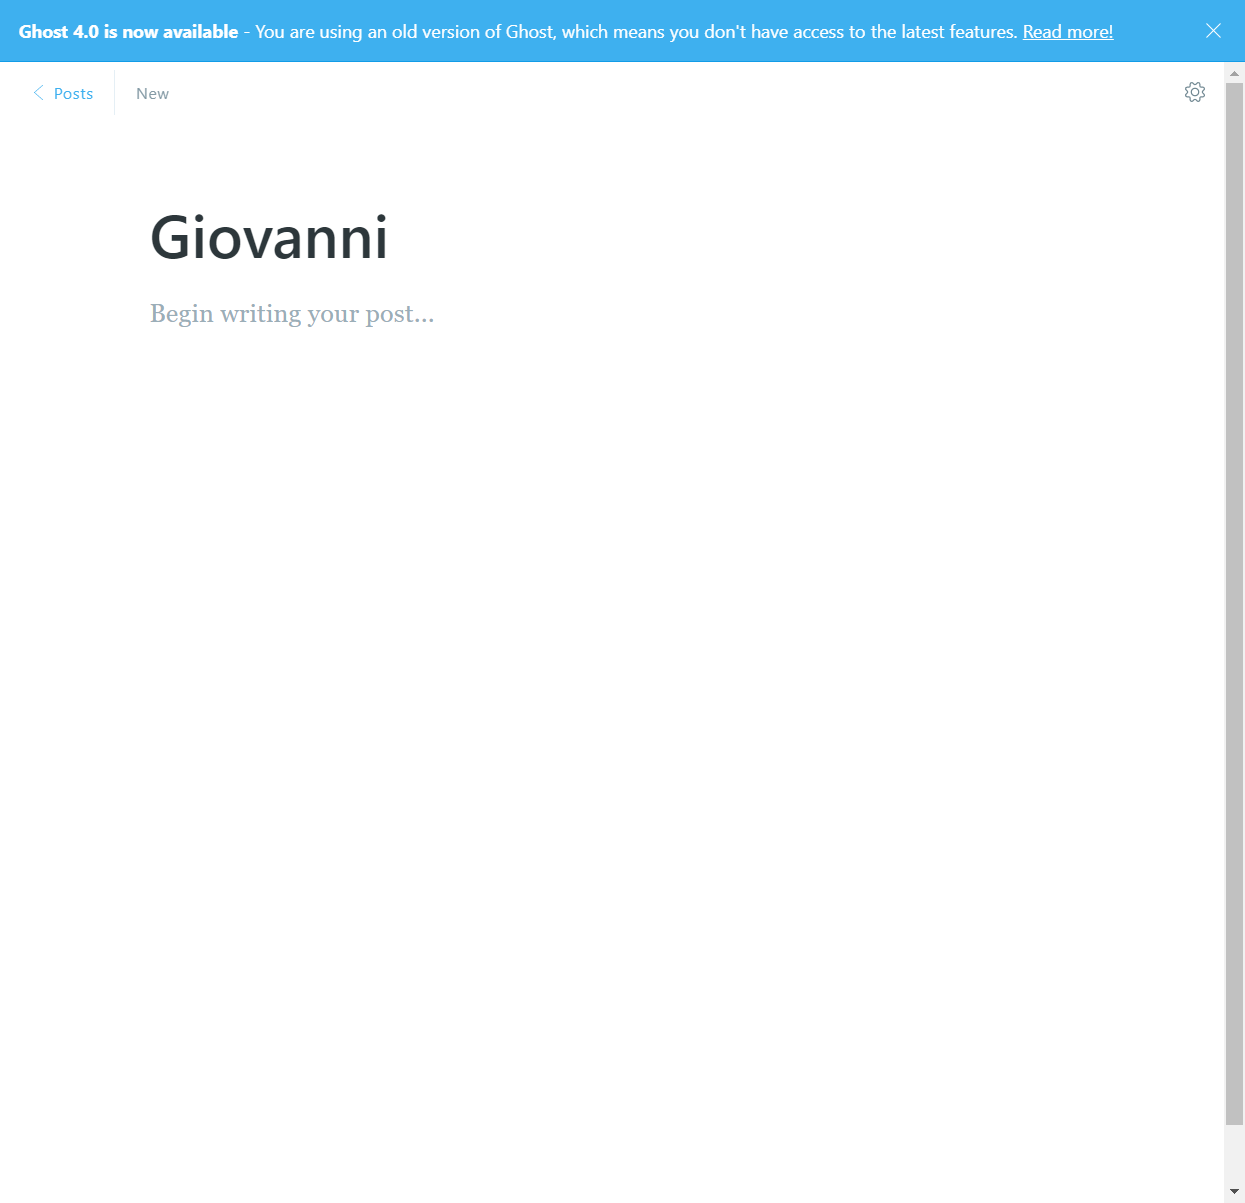 Ghost 4.0 is now available - You are using an old version of Ghost, which means you don't have access to the latest features. Read more!
Posts
New
Giovanni
Begin writing your post...